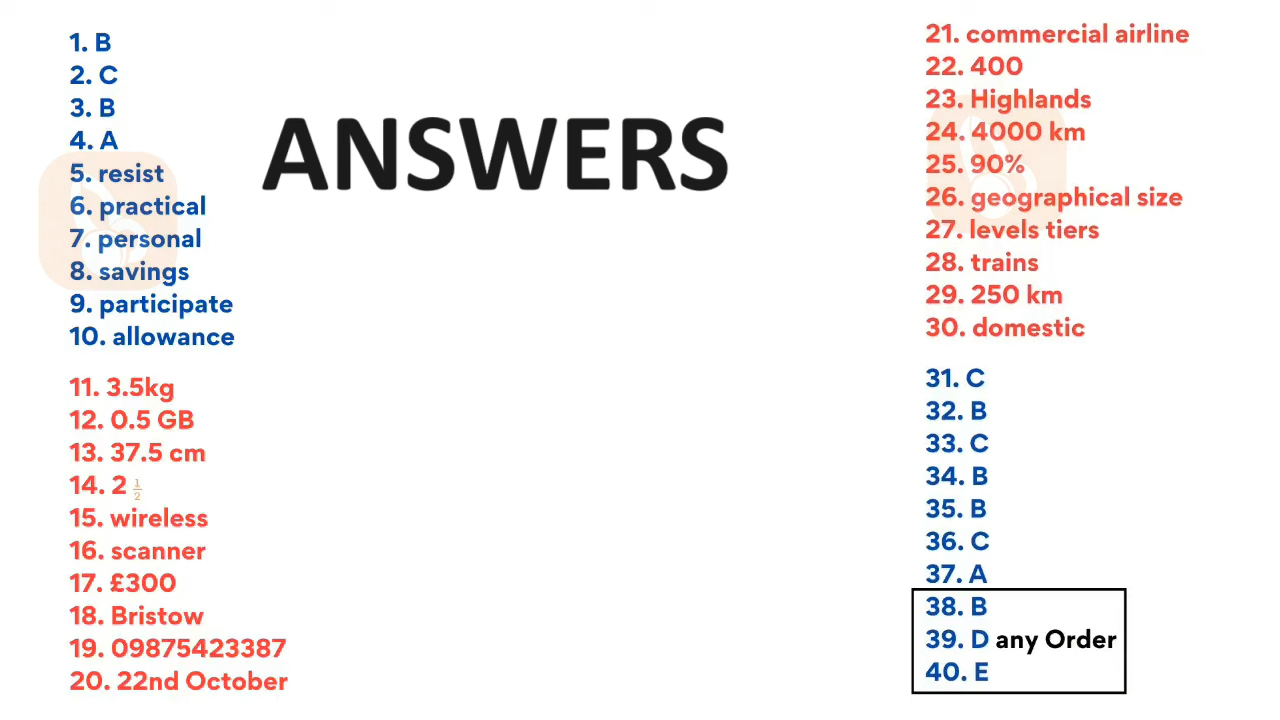 ANSWERS
1. B
2. C
3. B
4. A
5. resist
6. practical
7. personal
8. savings
9. participate
10. allowance
11. 3.5kg
12. 0.5 GB
13. 37.5 cm
14. 2 1/2
15. wireless
16. scanner
17. £300
18. Bristow
19. 09875423387
20. 22nd October
21. commercial airline
22. 400
23. Highlands
24. 4000 km
25. 90%
26. geographical size
27. levels tiers
28. trains
29. 250 km
30. domestic
31. C
32. B
33. C
34. B
35. B
36. C
37. A
38. B
39. D any Order
40. E